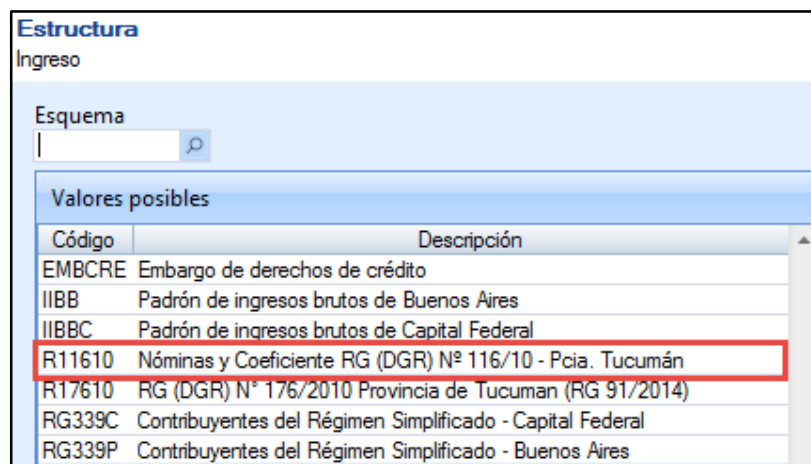 Estructura
Ingreso
Esquema
Valores posibles
Código Descripción
EMBCRE Embargo de derechos de crédito
IIBB Padrón de ingresos brutos de Buenos Aires
IIBBC Padrón de ingresos brutos de Capital Federal
R11610 Nóminas y Coeficiente RG (DGR) Nº 116/10 - Pcia. Tucumán
R17610 RG (DGR) N° 176/2010 Provincia de Tucuman (RG 91/2014)
RG339C Contribuyentes del Régimen Simplificado - Capital Federal
RG339P Contribuyentes del Régimen Simplificado - Buenos Aires